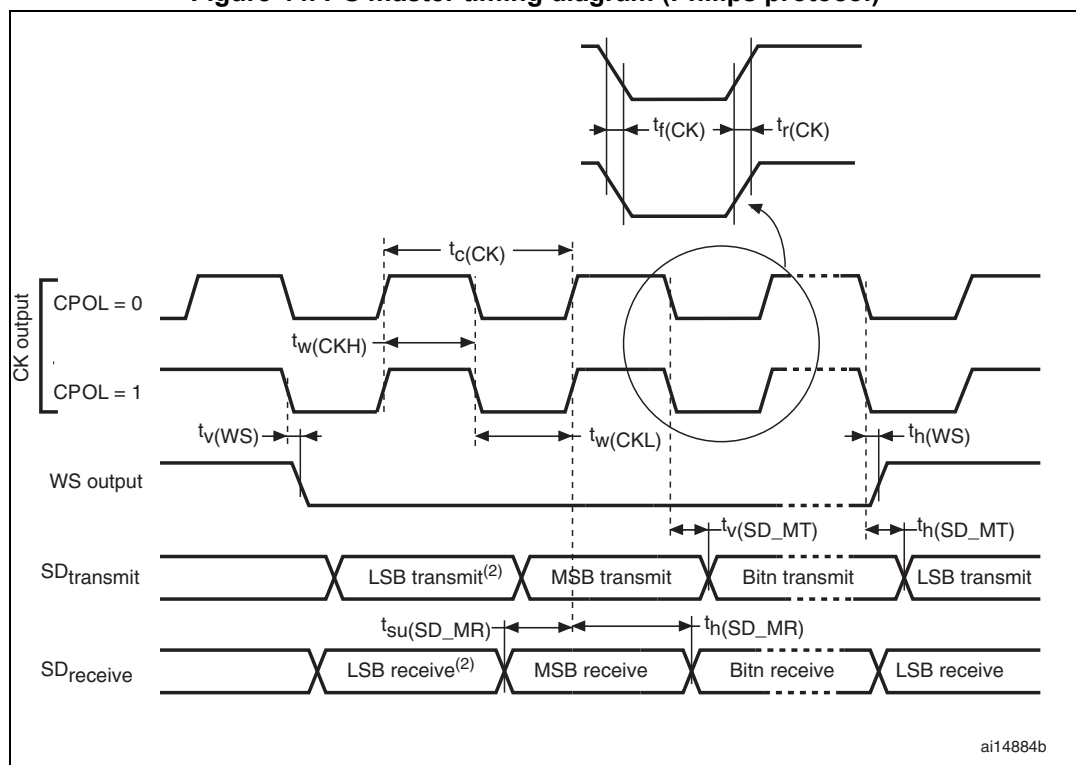 Figure master timing diagram (Philips protocol)
tf(CK)
tr(CK)
tc(CK)
CK output
CPOL = 0
tw(CKH)
CPOL = 1
tv(WS)
tw(CKL)
th(WS)
WS output
tv(SD_MT)
th(SD_MT)
SDtransmit
LSB transmit(2)
MSB transmit
Bitn transmit
LSB transmit
tsu(SD_MR)
th(SD_MR)
SDreceive
LSB receive(2)
MSB receive
Bitn receive
LSB receive
ai14884b